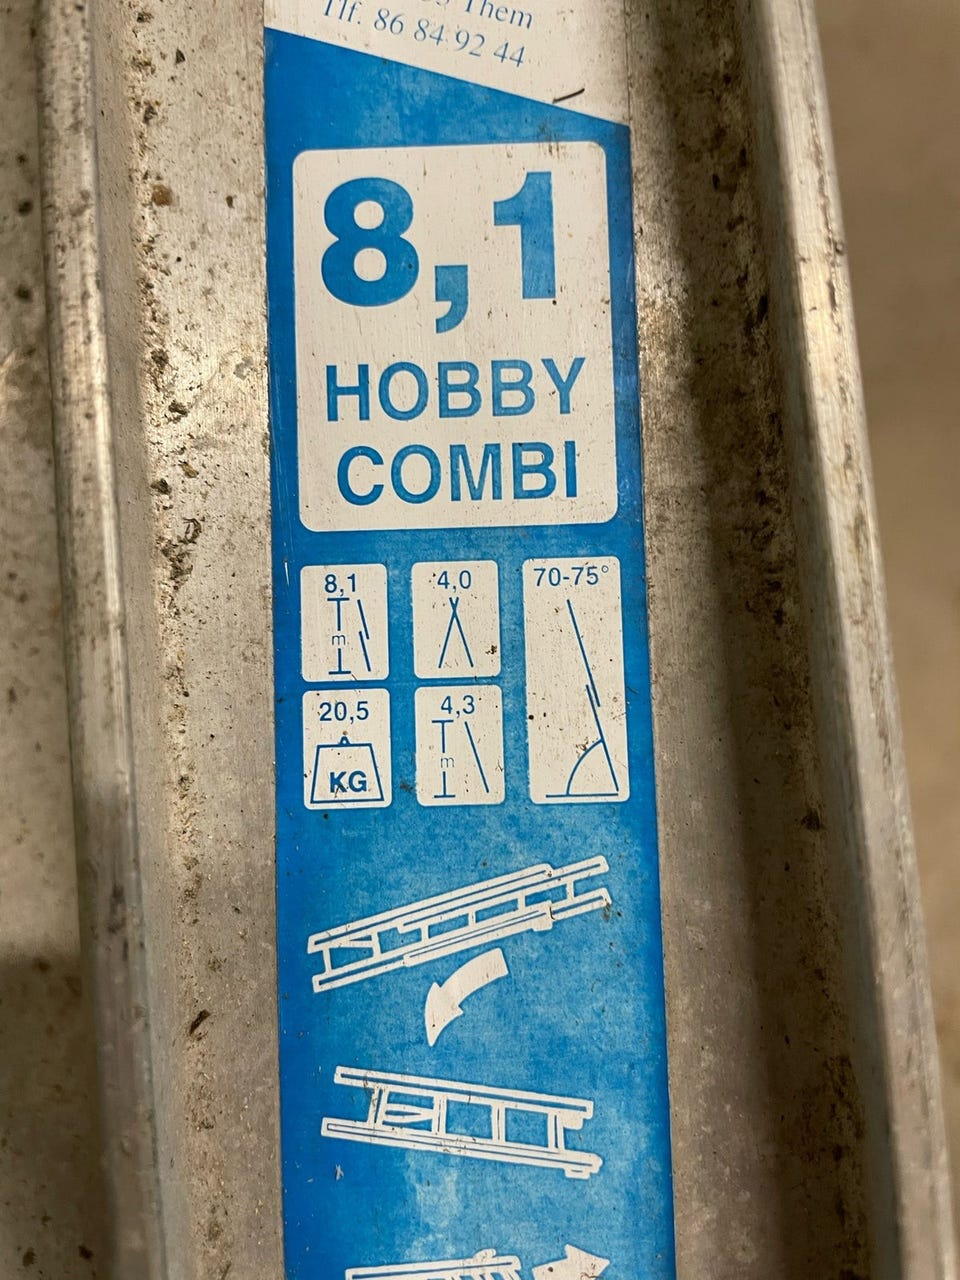 Them
Tlf. 86 84 92 44
8,1
HOBBY
COMBI
8,1
m
4,0
70-75°
20,5
KG
4,3
m